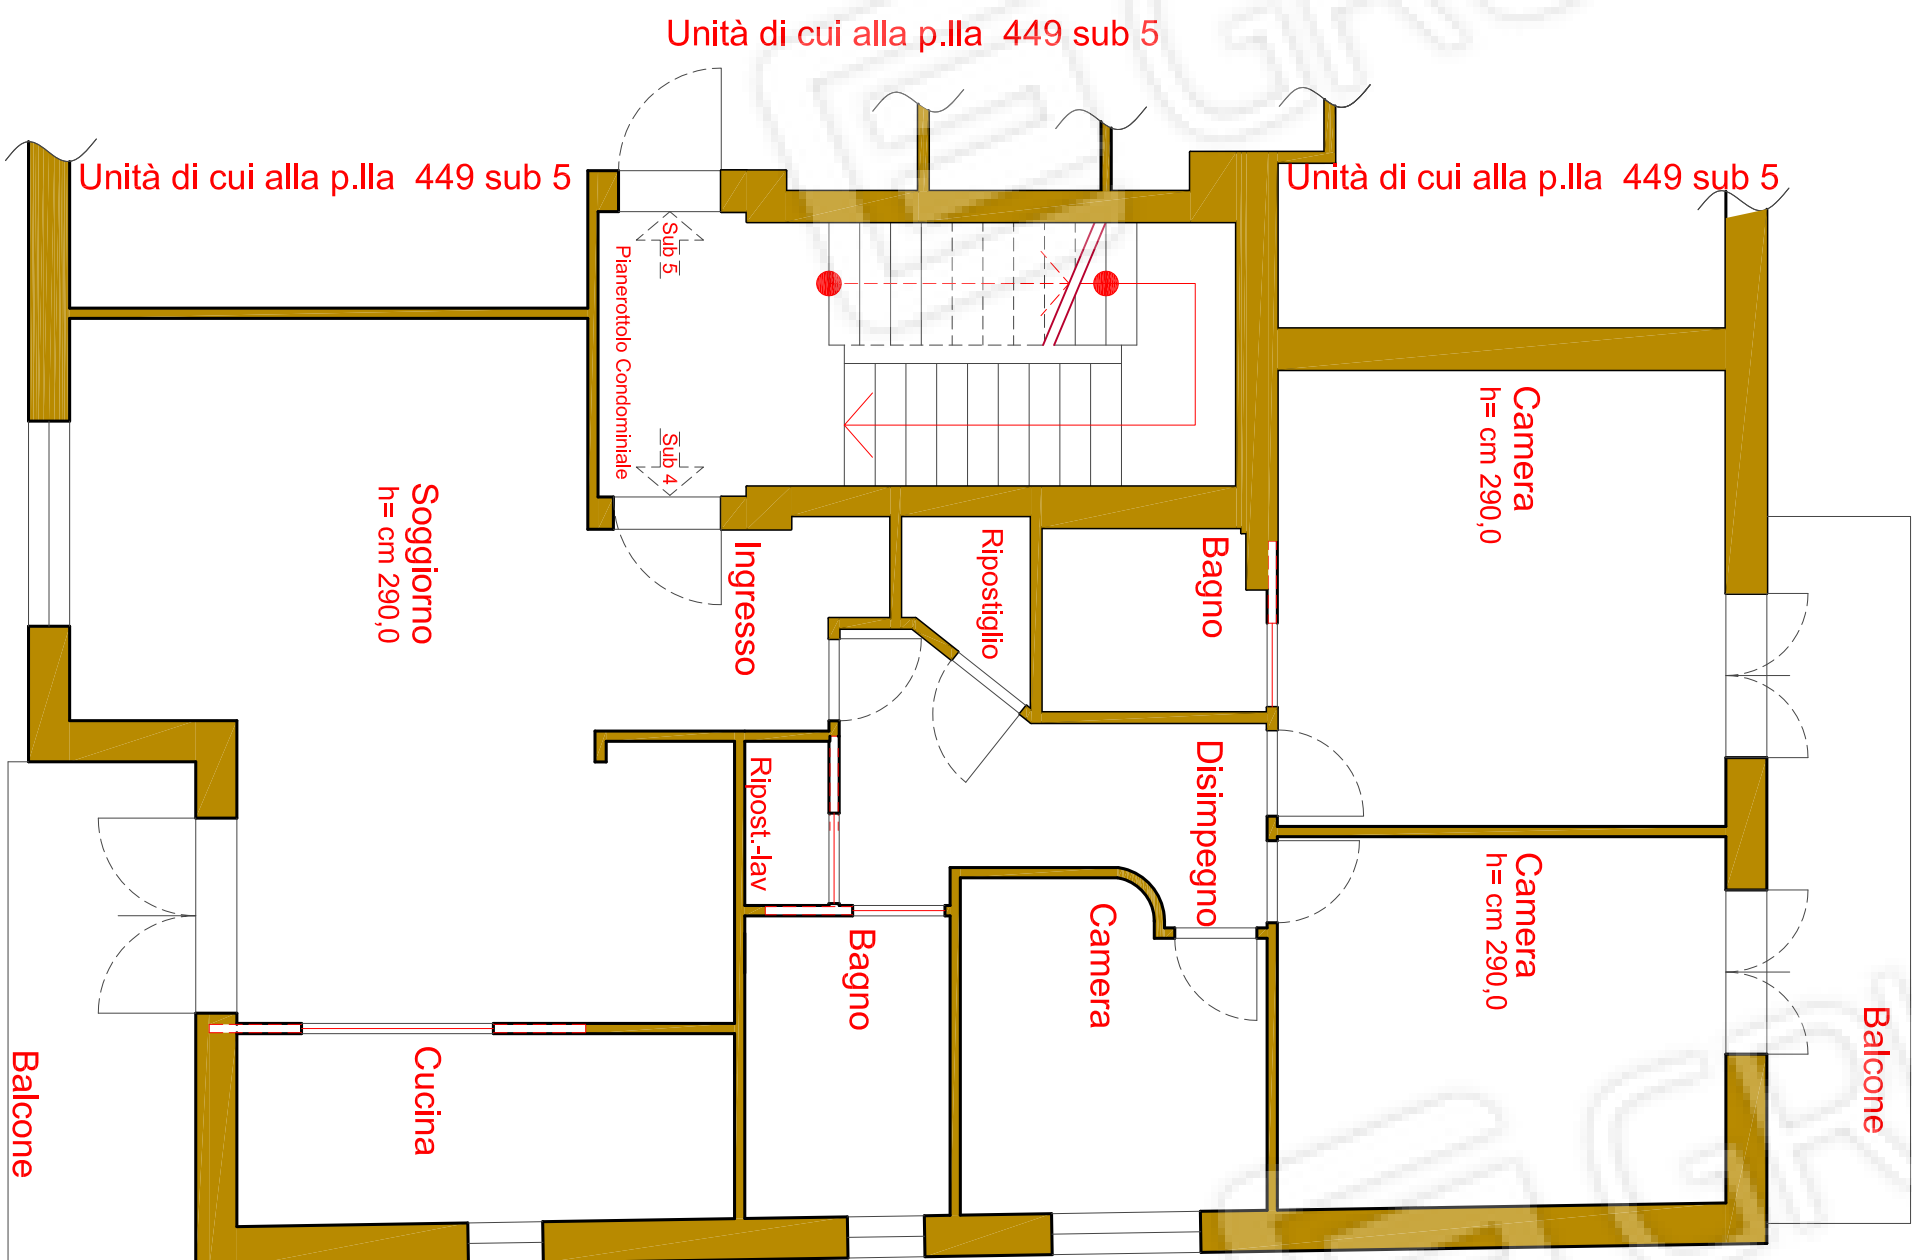 Unità di cui alla p.lla 449 sub 5
Unità di cui alla p.lla 449 sub 5
Unità di cui alla p.lla 449 sub 5
Sub 5
Pianerottolo Condominiale
Sub 4
Soggiorno
h= cm 290,0
Ingresso
Ripostiglio
Bagno
Camera
h= cm 290,0
Disimpegno
Ripost.-lav
Bagno
Camera
Camera
h= cm 290,0
Cucina
Balcone
Balcone